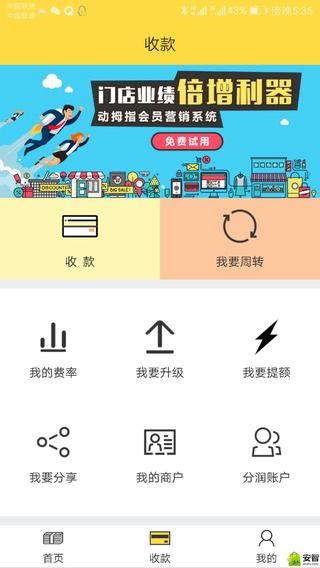 中国联通
中国联通
43% 傍晚5:35
收款
门店业绩倍增利器
动拇指会员营销系统
免费试用
DISCOUNT
BIG SALE!
收 款
我要周转
我的费率
我要升级
我要提额
我要分享
我的商户
分润账户
首页
收款
我的
安智